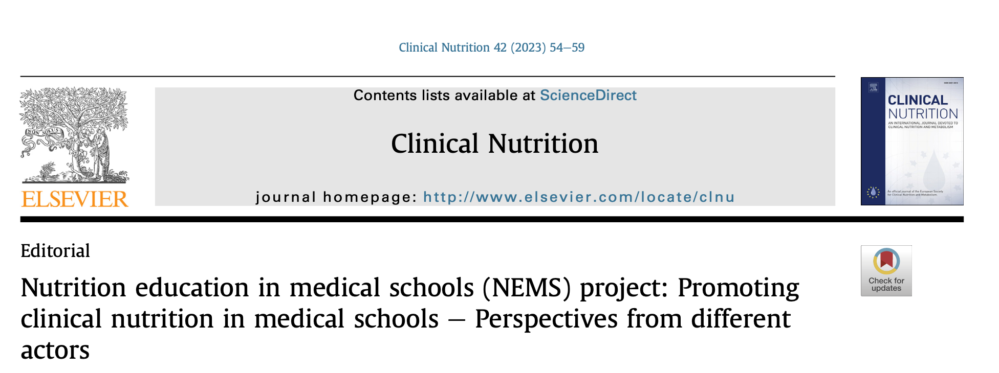 Clinical Nutrition 42 (2023) 54–59
NON SOLUS
ELSEVIER
Contents lists available at ScienceDirect
Clinical Nutrition
journal homepage: http://www.elsevier.com/locate/clnu
CLINICAL
NUTRITION
AN INTERNATIONAL JOURNAL DEVOTED TO
CLINICAL NUTRITION AND METABOLISM
An official journal of the European Society
for Clinical Nutrition and Metabolism.
Editorial
Nutrition education in medical schools (NEMS) project: Promoting
clinical nutrition in medical schools – Perspectives from different
actors
Check for
updates